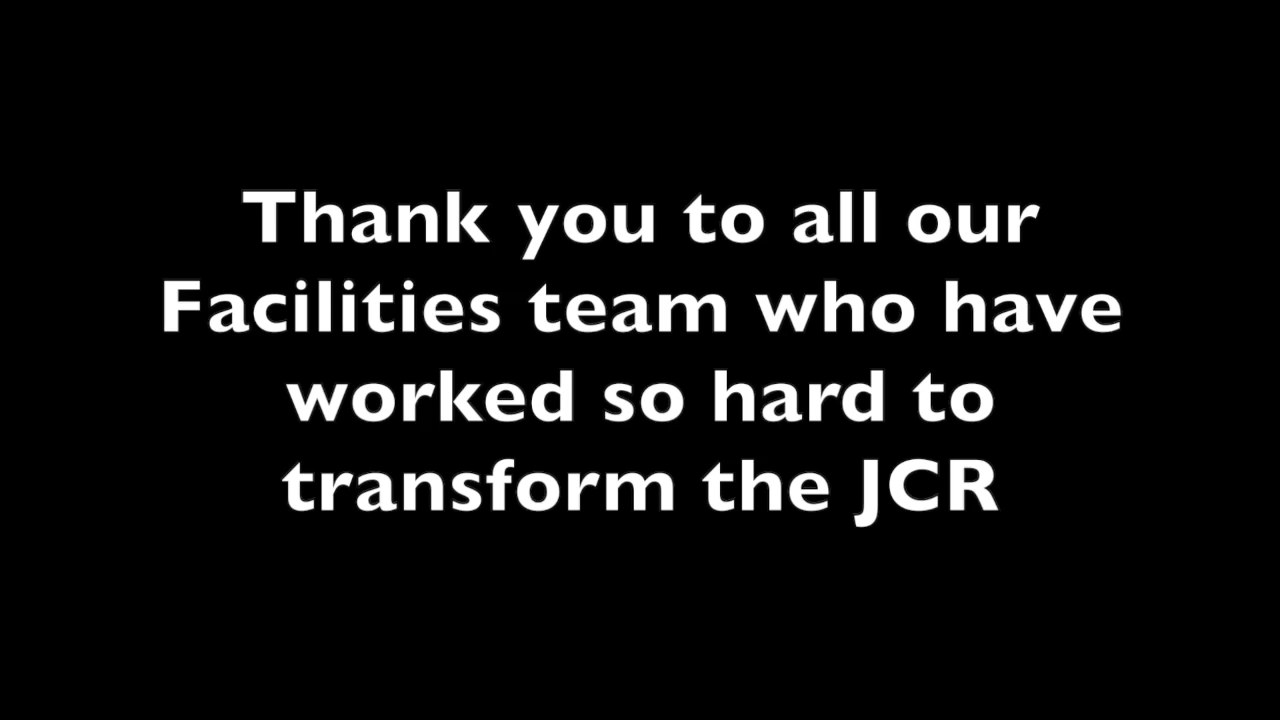 Thank you to all our
Facilities team who have
worked so hard to
transform the JCR